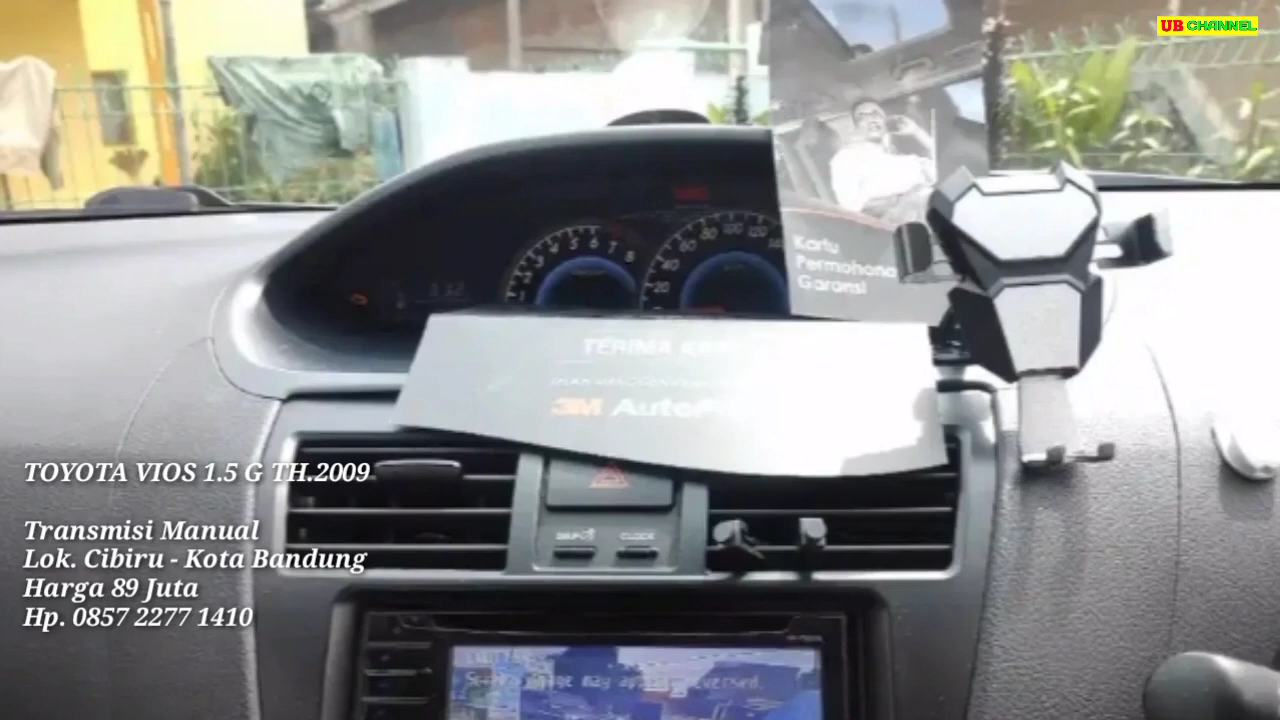 UB CHANNEL
Kartu
Permohona
Garansi
TERIMA
3M Auto
DISP
CLOCK
TOYOTA VIOS 1.5 G TH.2009
Transmisi Manual
Lok. Cibiru - Kota Bandung
Harga 89 Juta
Hp. 0857 2277 1410
may